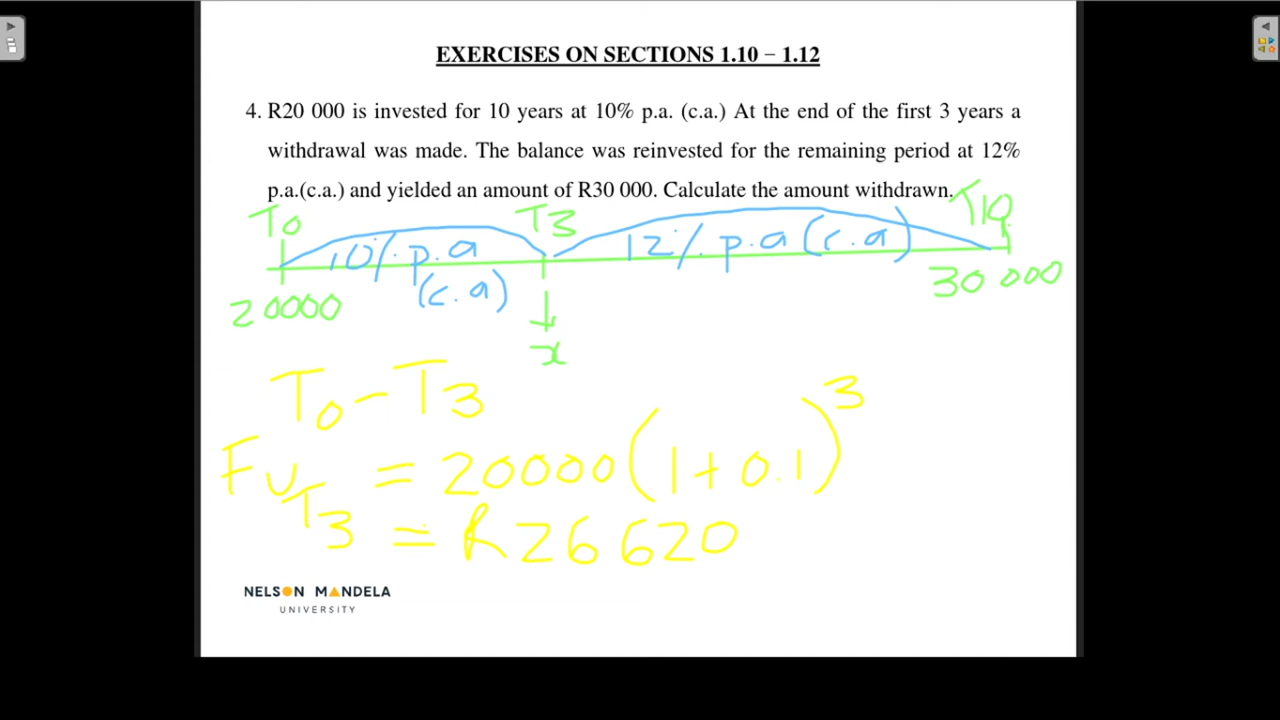 EXERCISES ON SECTIONS 1.10 – 1.12
4. R20 000 is invested for 10 years at 10% p.a. (c.a.) At the end of the first 3 years a
withdrawal was made. The balance was reinvested for the remaining period at 12%
p.a.(c.a.) and yielded an amount of R30 000. Calculate the amount withdrawn.
T0 T3 T10
10% p.a 12% p.a (c.a)
(c.a)
20000 30 000
x
T0 - T3
FvT3 = 20000(1+0.1)^3
= R26 620
NELSON MANDELA
UNIVERSITY